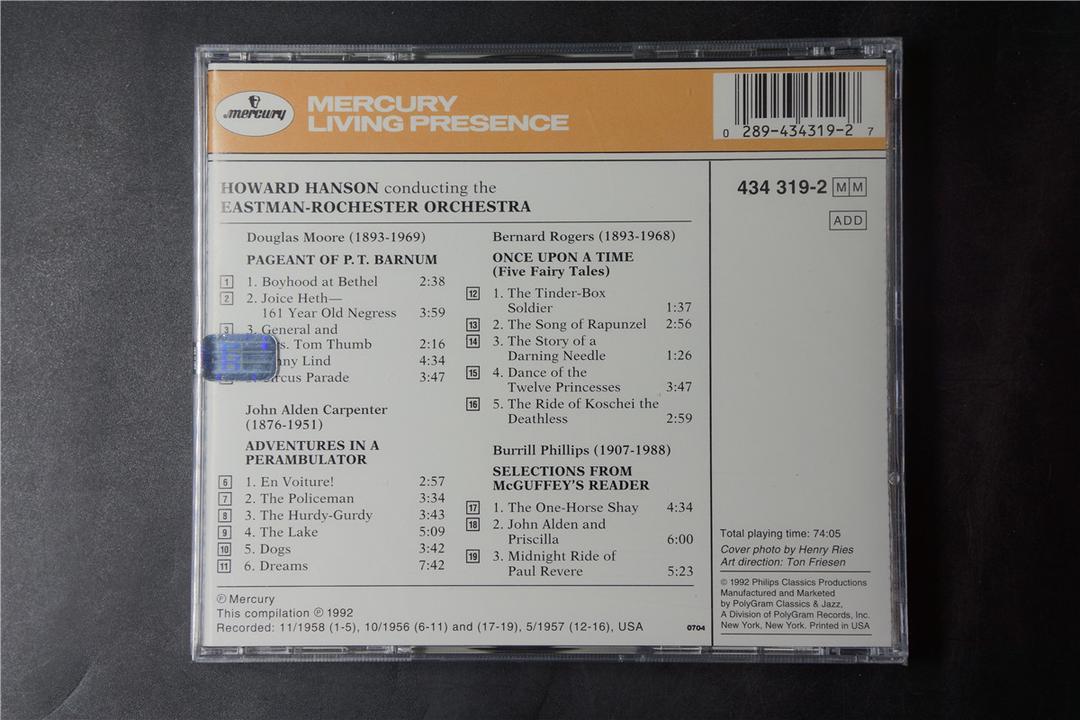 mercury
MERCURY
LIVING PRESENCE
0 289-434319-2 7
HOWARD HANSON conducting the
EASTMAN-ROCHESTER ORCHESTRA
Douglas Moore (1893-1969)
PAGEANT OF P. T. BARNUM
1 1. Boyhood at Bethel 2:38
2 2. Joice Heth—
161 Year Old Negress 3:59
3 3. General and
Tom Thumb 2:16
Lind 4:34
Parade 3:47
John Alden Carpenter
(1876-1951)
ADVENTURES IN A
PERAMBULATOR
6 1. En Voiture! 2:57
7 2. The Policeman 3:34
8 3. The Hurdy-Gurdy 3:43
9 4. The Lake 5:09
10 5. Dogs 3:42
11 6. Dreams 7:42
Bernard Rogers (1893-1968)
ONCE UPON A TIME
(Five Fairy Tales)
12 1. The Tinder-Box
Soldier 1:37
13 2. The Song of Rapunzel 2:56
14 3. The Story of a
Darning Needle 1:26
15 4. Dance of the
Twelve Princesses 3:47
16 5. The Ride of Koschei the
Deathless 2:59
Burrill Phillips (1907-1988)
SELECTIONS FROM
McGUFFEY'S READER
17 1. The One-Horse Shay 4:34
18 2. John Alden and
Priscilla 6:00
19 3. Midnight Ride of
Paul Revere 5:23
℗ Mercury
This compilation ℗ 1992
Recorded: 11/1958 (1-5), 10/1956 (6-11) and (17-19), 5/1957 (12-16), USA
0704
434 319-2 M M
ADD
Total playing time: 74:05
Cover photo by Henry Ries
Art direction: Ton Friesen
© 1992 Philips Classics Productions
Manufactured and Marketed
by PolyGram Classics & Jazz,
A Division of PolyGram Records, Inc.
New York, New York. Printed in USA